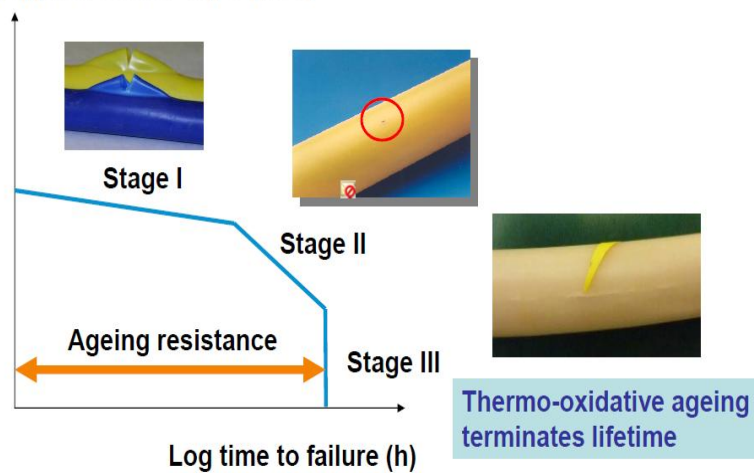 Stage I
Stage II
Ageing resistance
Stage III
Thermo-oxidative ageing
terminates lifetime
Log time to failure (h)